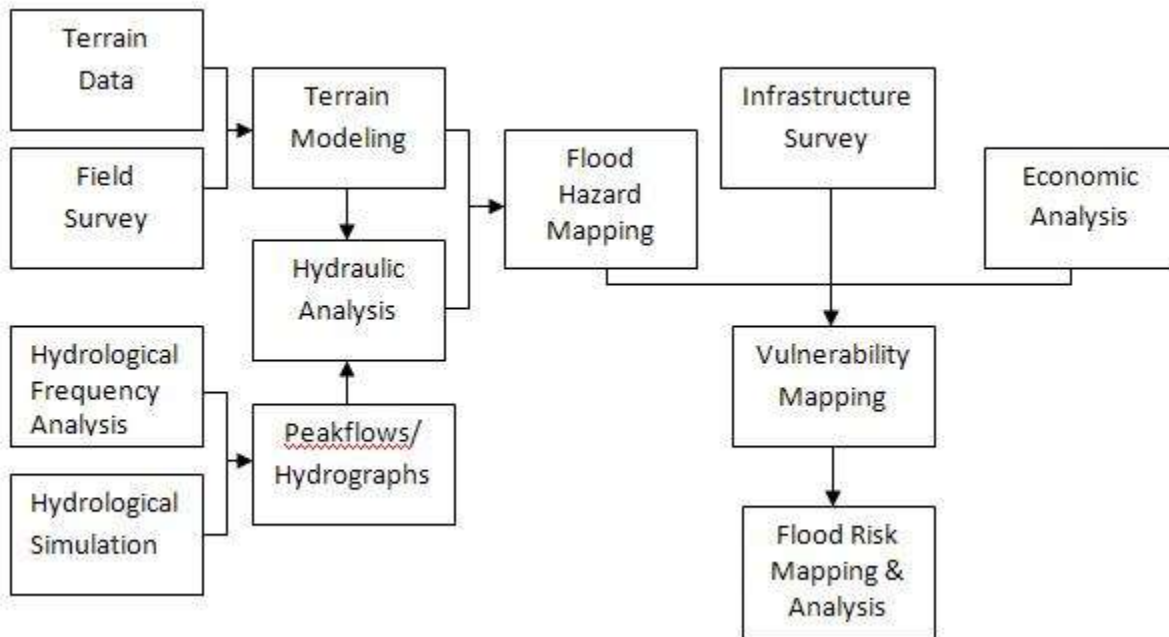 Terrain
Data
Field
Survey
Terrain
Modeling
Hydraulic
Analysis
Hydrological
Frequency
Analysis
Hydrological
Simulation
Peakflows/
Hydrographs
Flood
Hazard
Mapping
Infrastructure
Survey
Economic
Analysis
Vulnerability
Mapping
Flood Risk
Mapping &
Analysis